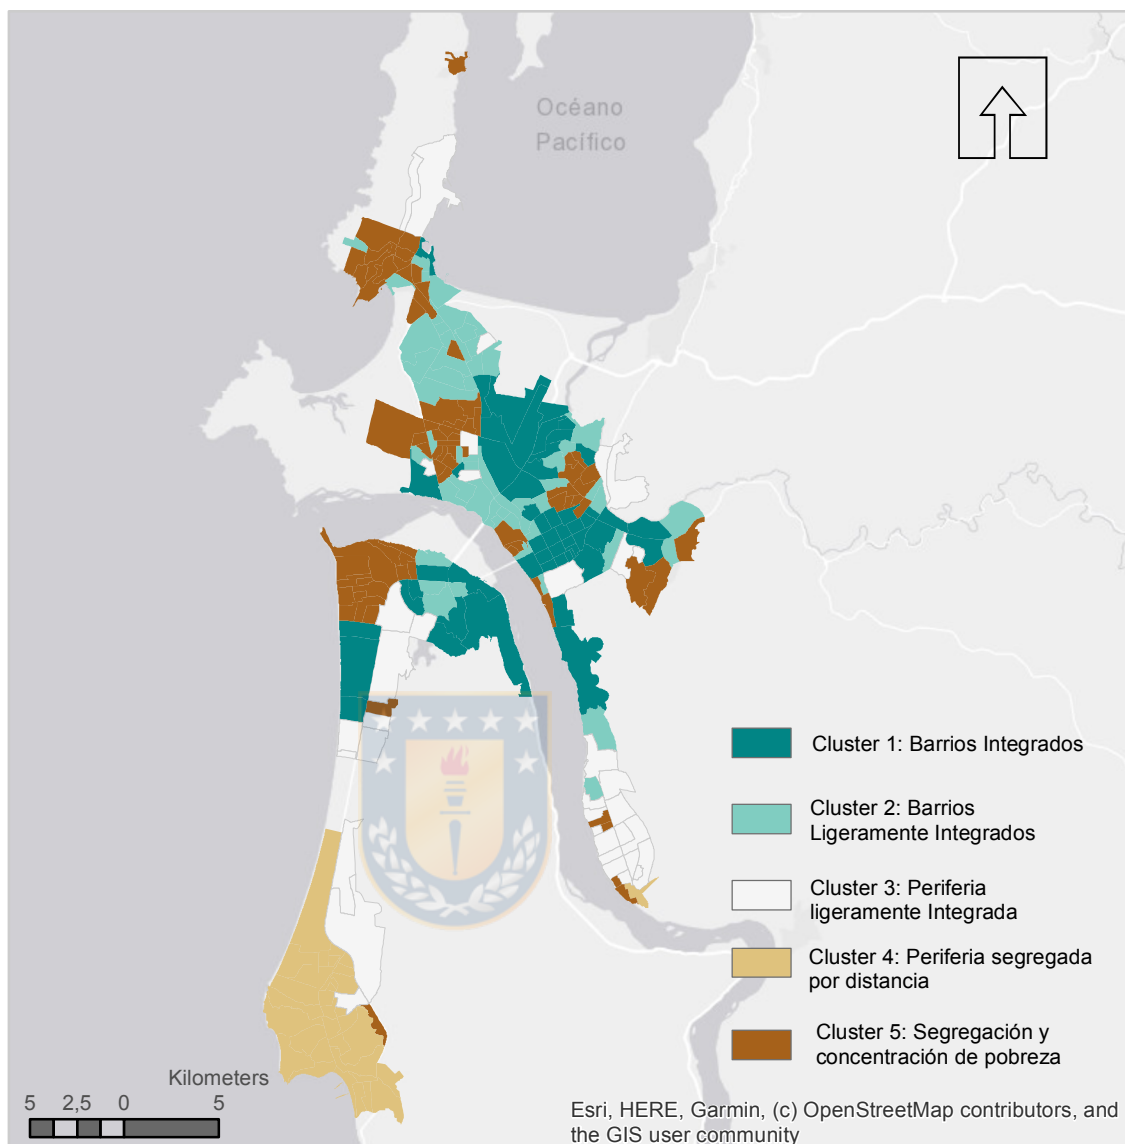 Océano
Pacífico
Cluster 1: Barrios Integrados
Cluster 2: Barrios
Ligeramente Integrados
Cluster 3: Periferia
ligeramente Integrada
Cluster 4: Periferia segregada
por distancia
Cluster 5: Segregación y
concentración de pobreza
Kilometers
5 2,5 0 5
Esri, HERE, Garmin, (c) OpenStreetMap contributors, and
the GIS user community